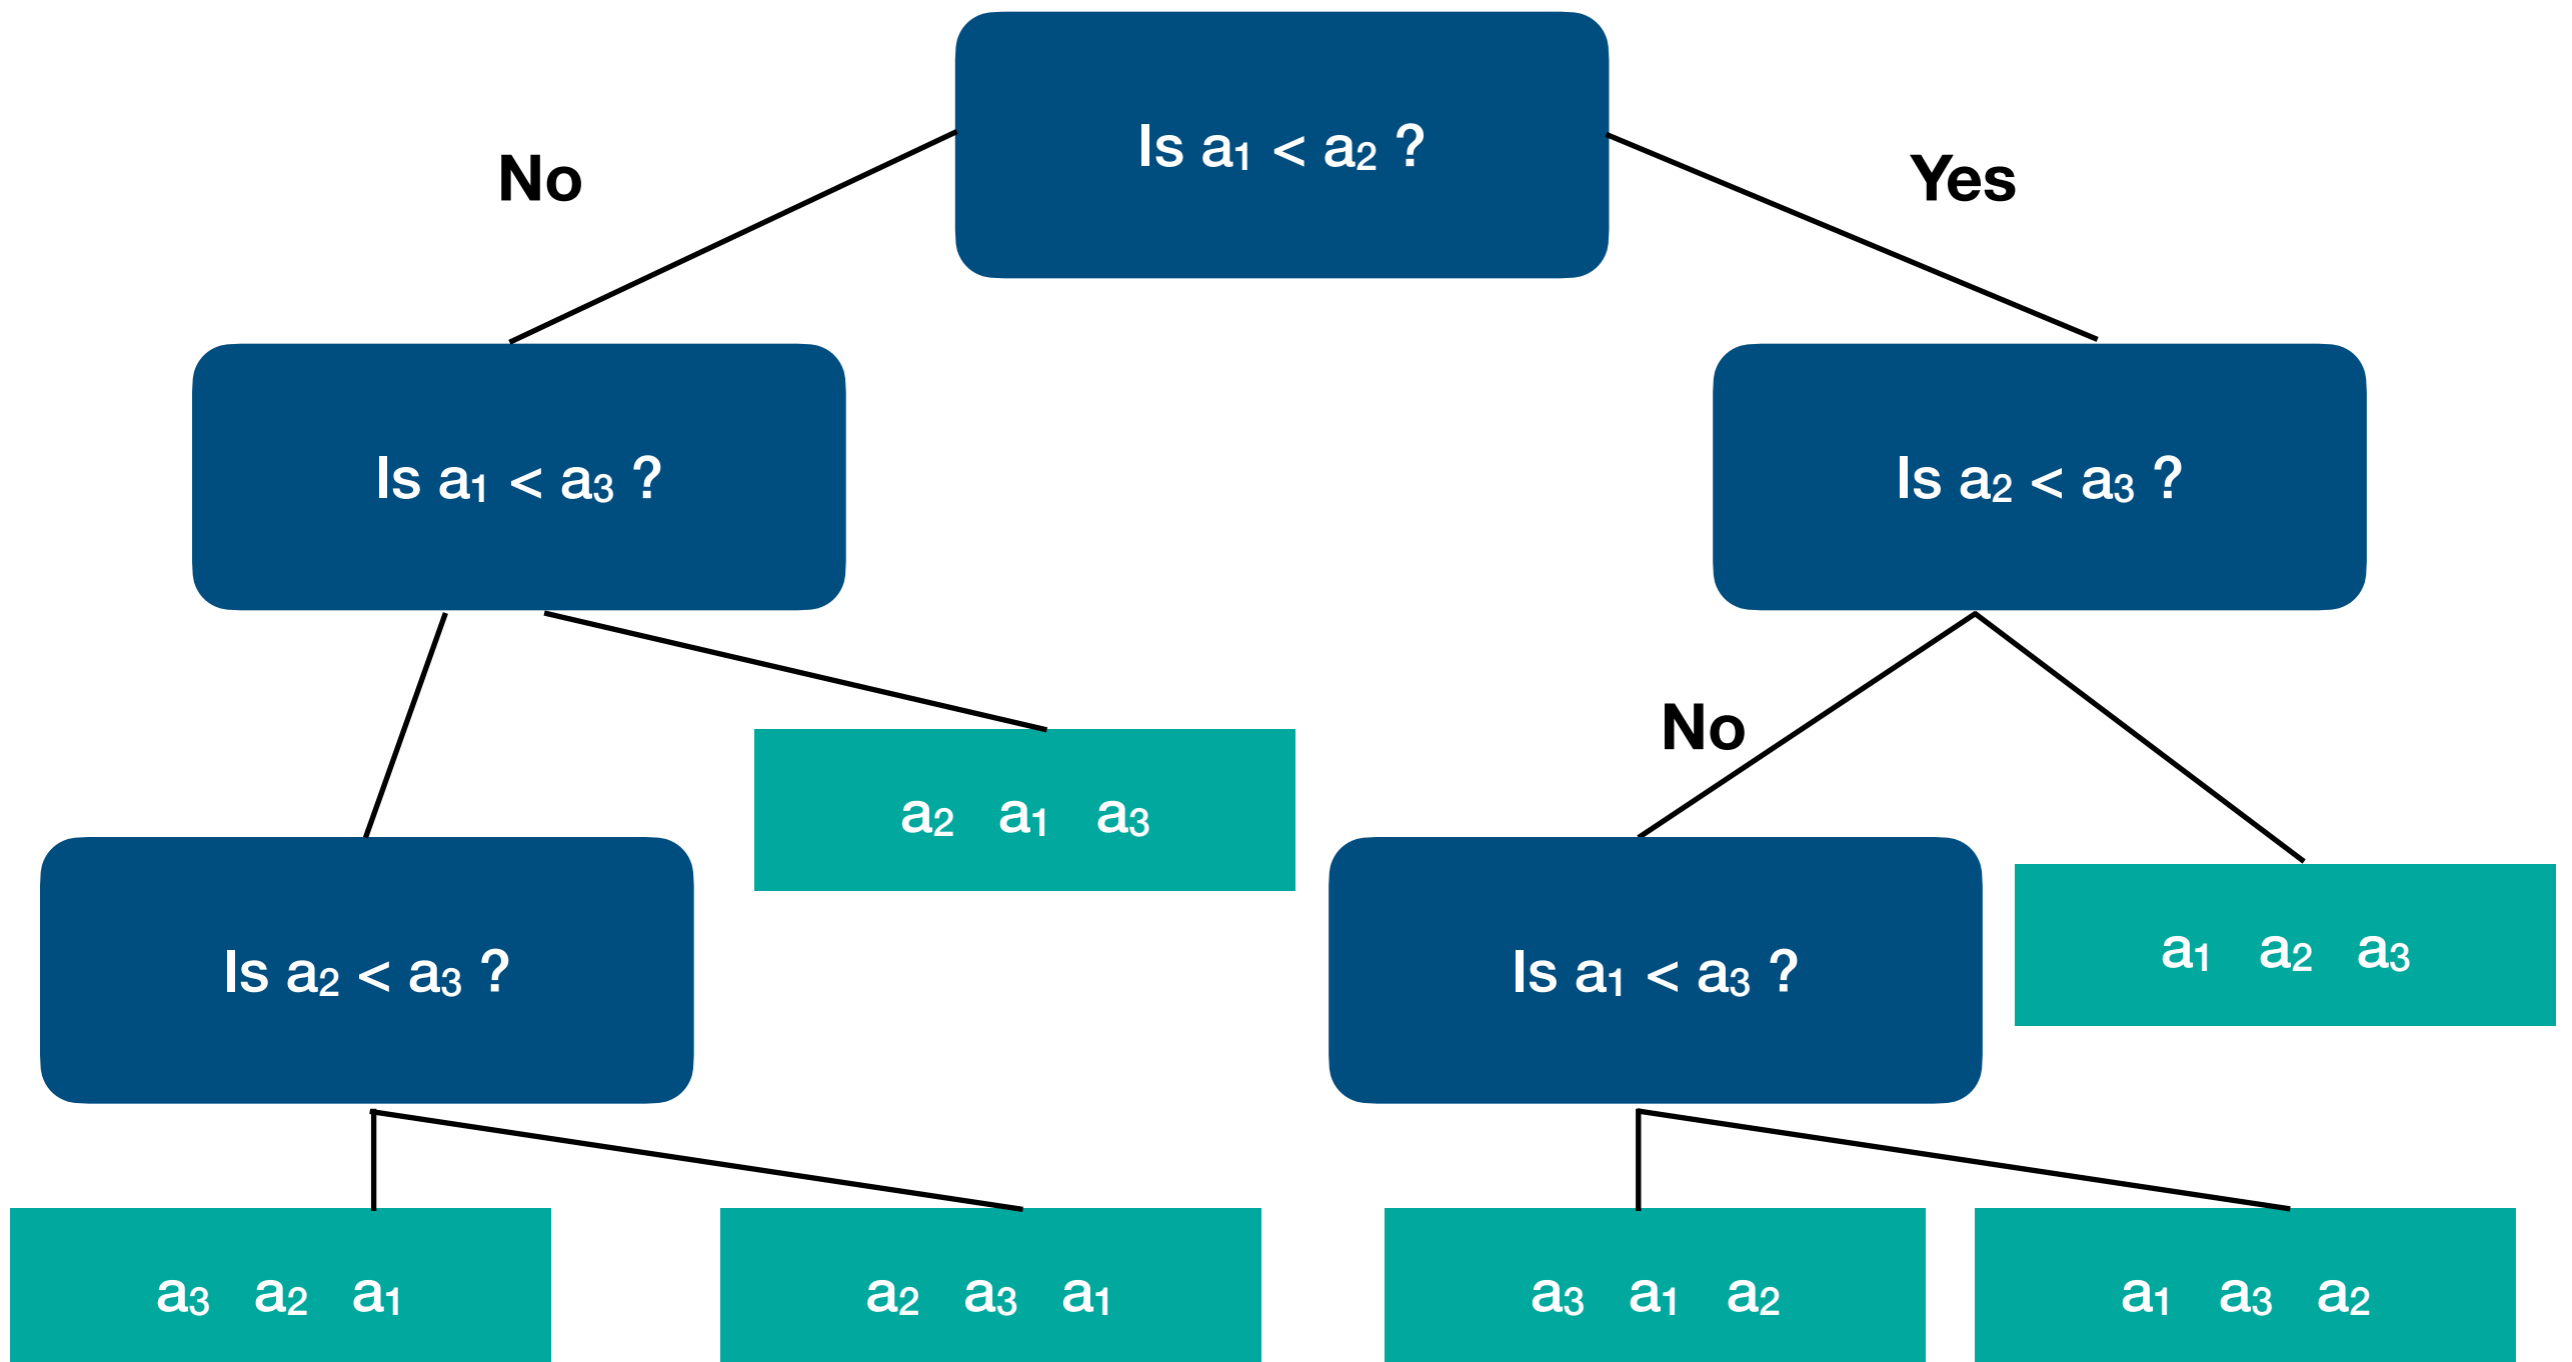 Is a₁ < a₂ ?
No
Yes
Is a₁ < a₃ ?
Is a₂ < a₃ ?
No
a₂ a₁ a₃
a₁ a₂ a₃
Is a₂ < a₃ ?
Is a₁ < a₃ ?
a₃ a₂ a₁
a₂ a₃ a₁
a₃ a₁ a₂
a₁ a₃ a₂